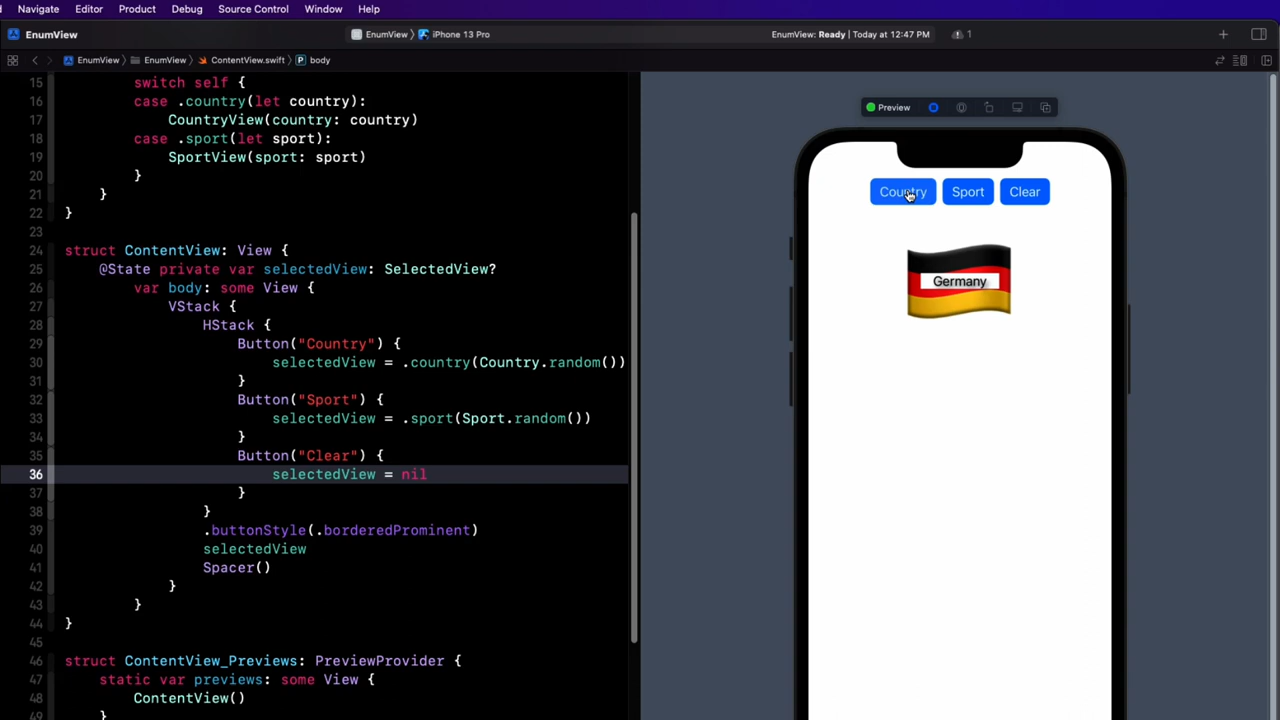 Navigate Editor Product Debug Source Control Window Help
EnumView EnumView 〉 iPhone 13 Pro EnumView: Ready | Today at 12:47 PM 1
EnumView 〉 EnumView 〉 ContentView.swift 〉 P body
15 switch self {
16 case .country(let country):
17 CountryView(country: country)
18 case .sport(let sport):
19 SportView(sport: sport)
20 }
21 }
22 }
23
24 struct ContentView: View {
25 @State private var selectedView: SelectedView?
26 var body: some View {
27 VStack {
28 HStack {
29 Button("Country") {
30 selectedView = .country(Country.random())
31 }
32 Button("Sport") {
33 selectedView = .sport(Sport.random())
34 }
35 Button("Clear") {
36 selectedView = nil
37 }
38 }
39 .buttonStyle(.borderedProminent)
40 selectedView
41 Spacer()
42 }
43 }
44 }
45
46 struct ContentView_Previews: PreviewProvider {
47 static var previews: some View {
48 ContentView()
}
Preview
Country Sport Clear
Germany